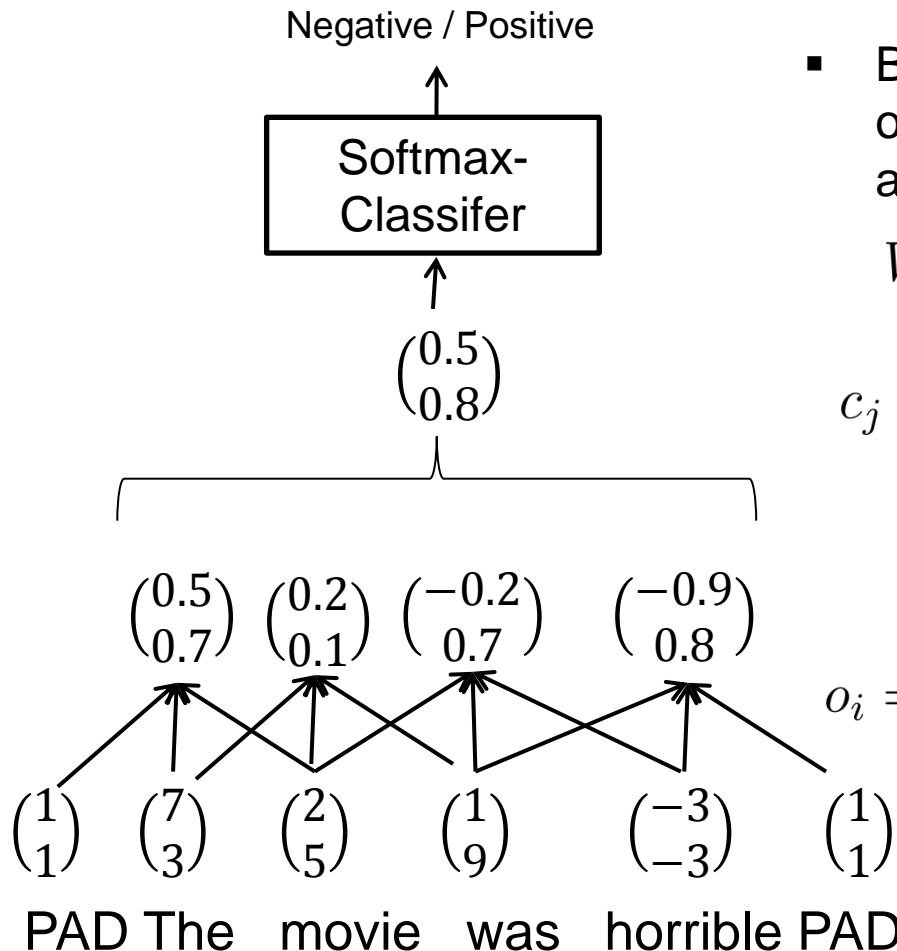 Negative / Positive
▪ B
Softmax-
Classifer
o
a
(0.5
0.8)
c_j
(0.5
0.7) (0.2
0.1) (−0.2
0.7) (−0.9
0.8)
o_i =
(1
1) (7
3) (2
5) (1
9) (−3
−3) (1
1)
PAD The movie was horrible PAD